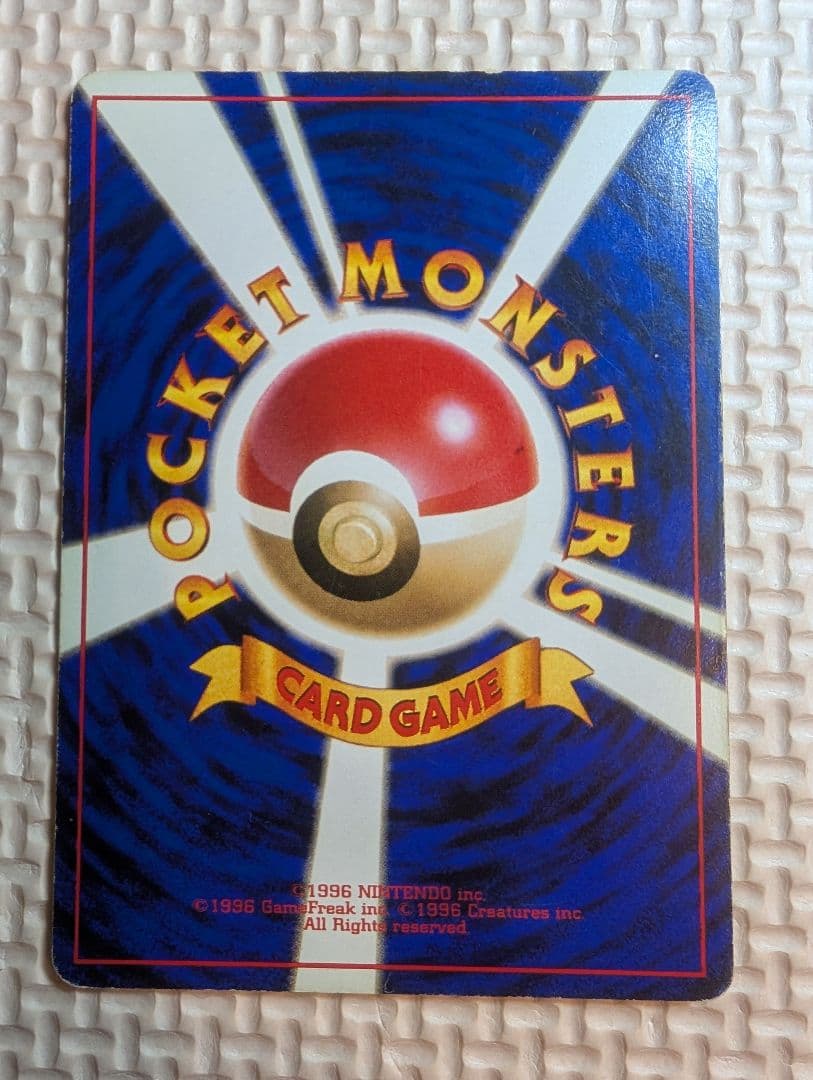 POCKET MONSTERS
CARD GAME
©1996 NINTENDO inc.
©1996 GameFreak inc. ©1996 Creatures inc.
All Rights reserved